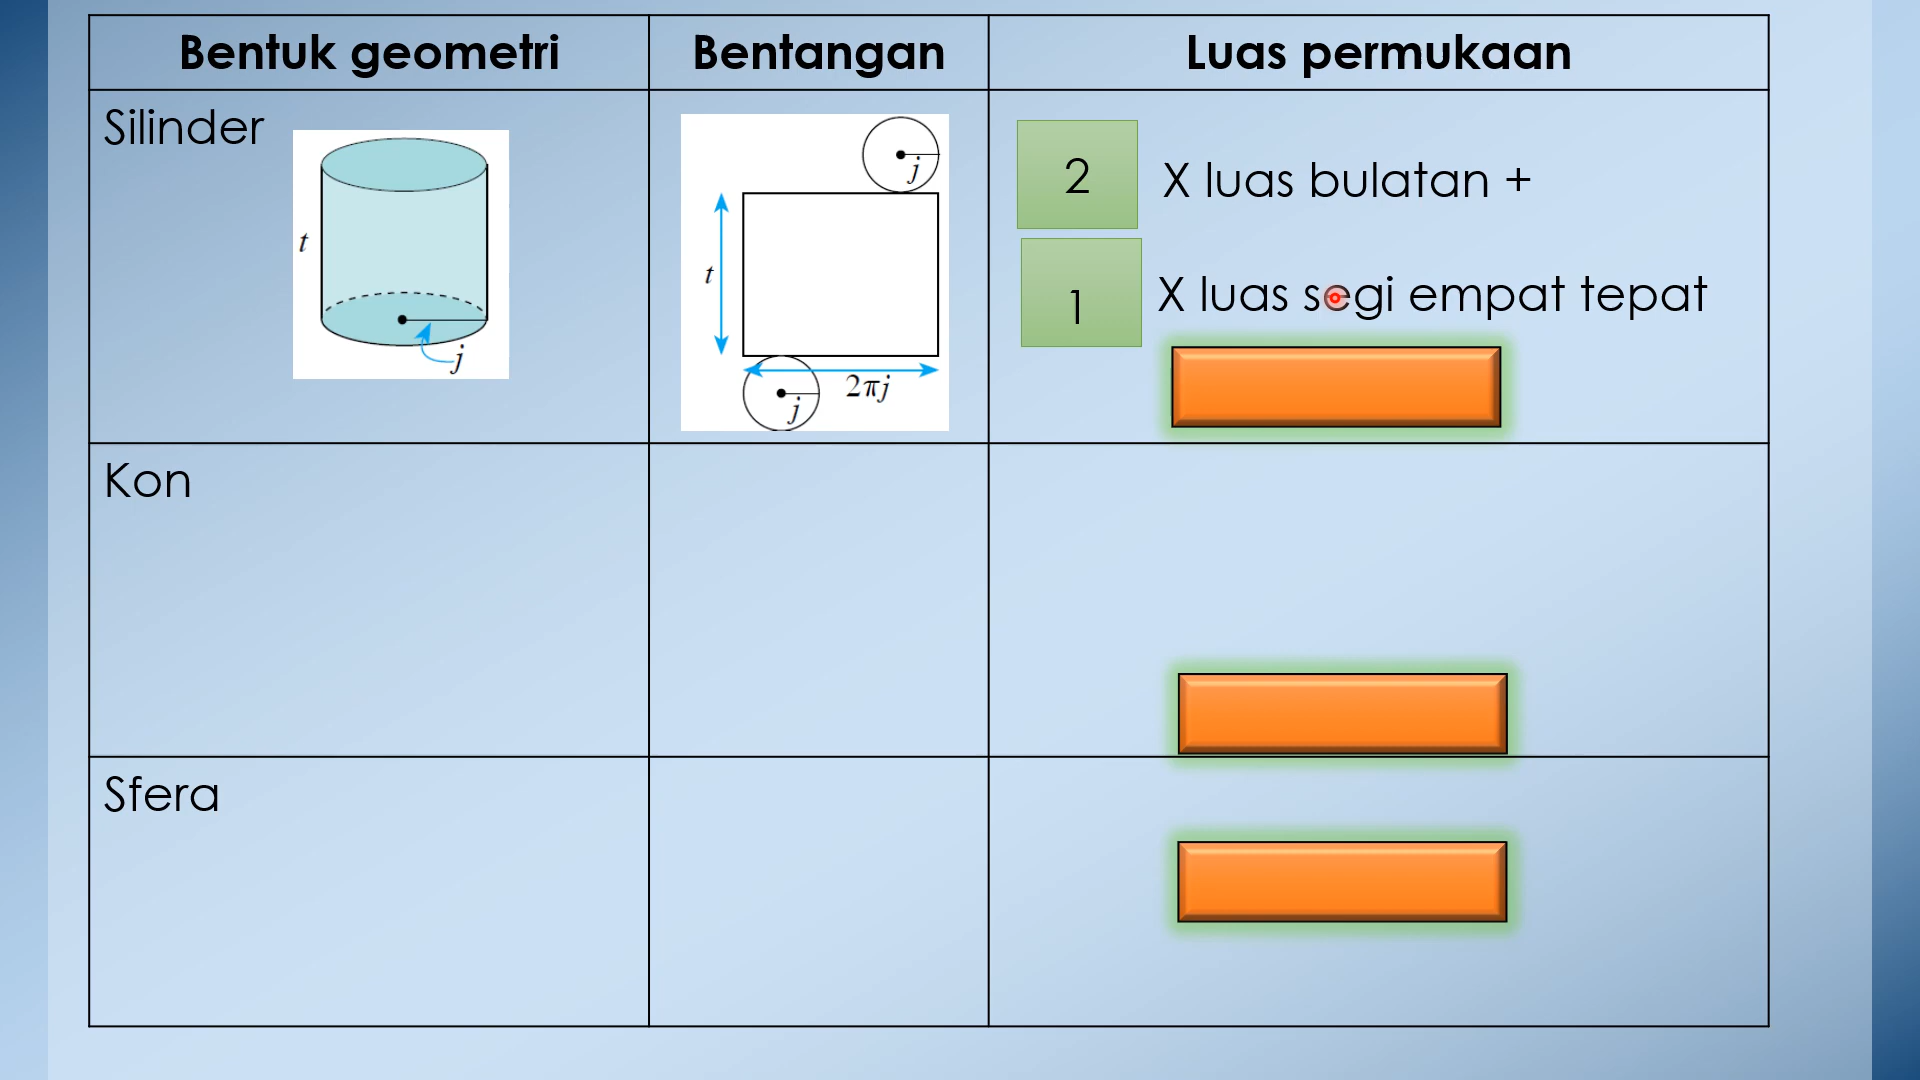 Bentuk geometri
Bentangan
Luas permukaan
Silinder
t
j
j
t
2πj
j
2
X luas bulatan +
1
X luas segi empat tepat
Kon
Sfera